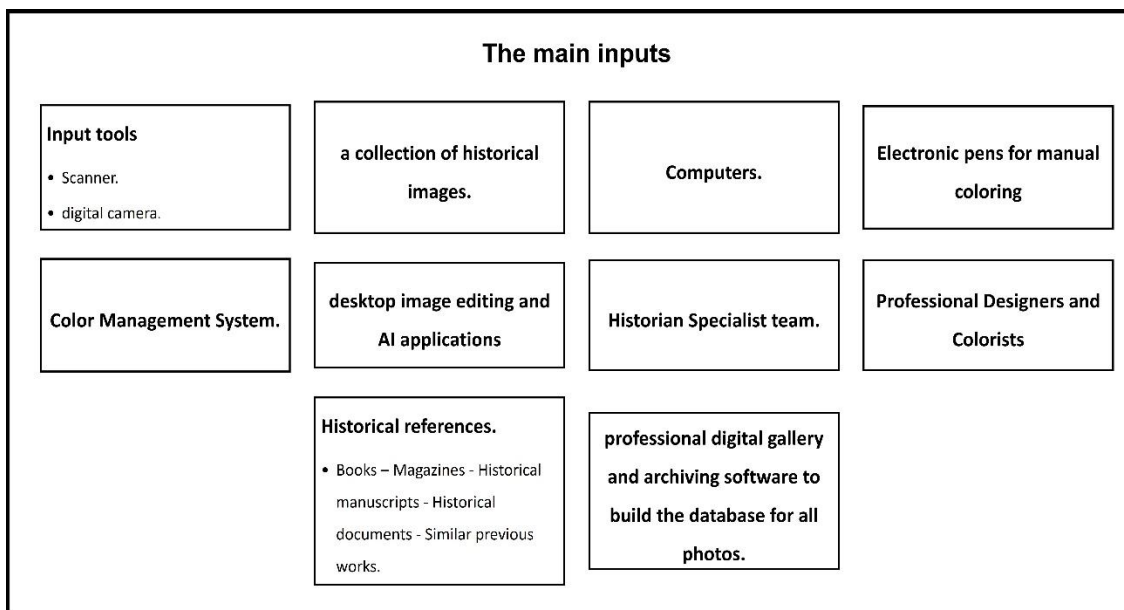 The main inputs
Input tools
• Scanner.
• digital camera.
a collection of historical
images.
Computers.
Electronic pens for manual
coloring
Color Management System.
desktop image editing and
AI applications
Historian Specialist team.
Professional Designers and
Colorists
Historical references.
• Books – Magazines - Historical
manuscripts - Historical
documents - Similar previous
works.
professional digital gallery
and archiving software to
build the database for all
photos.